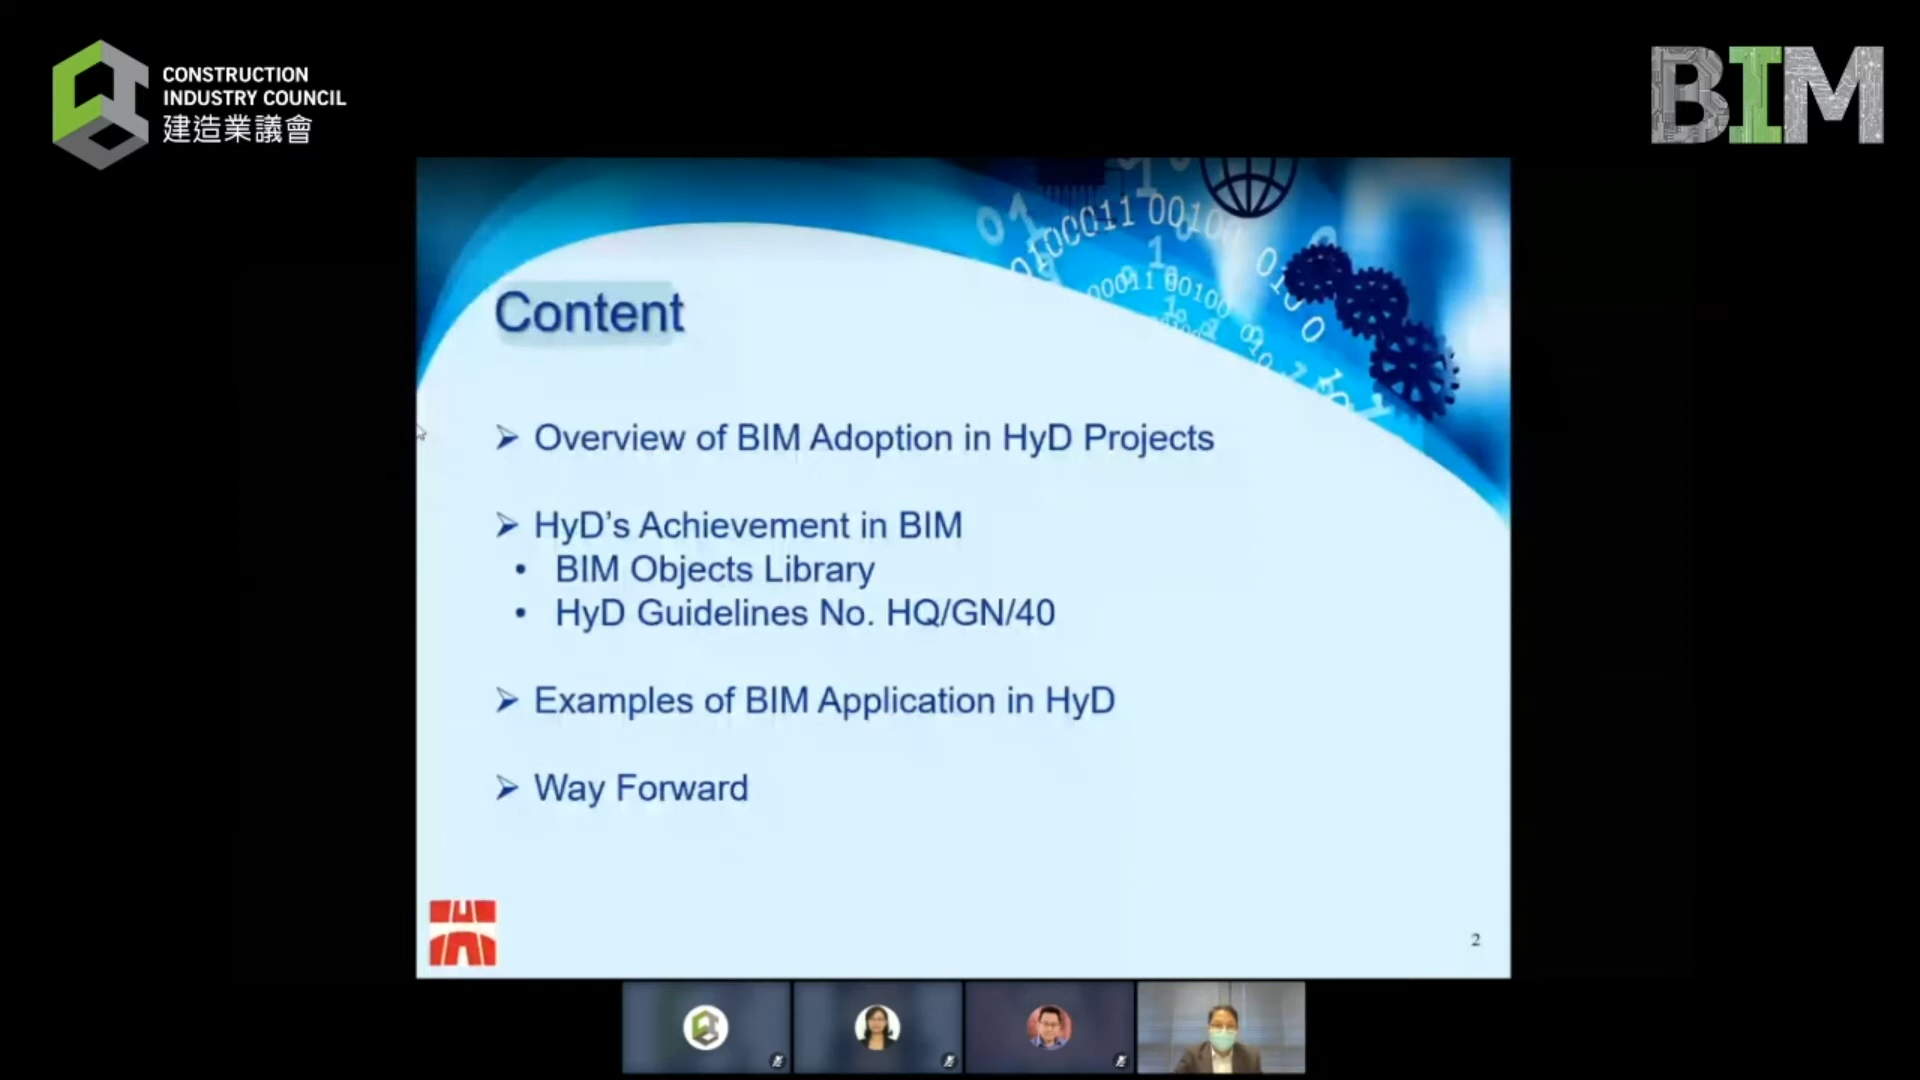 CONSTRUCTION
INDUSTRY COUNCIL
建造業議會
BIM
Content
➢ Overview of BIM Adoption in HyD Projects
➢ HyD's Achievement in BIM
• BIM Objects Library
• HyD Guidelines No. HQ/GN/40
➢ Examples of BIM Application in HyD
➢ Way Forward
2